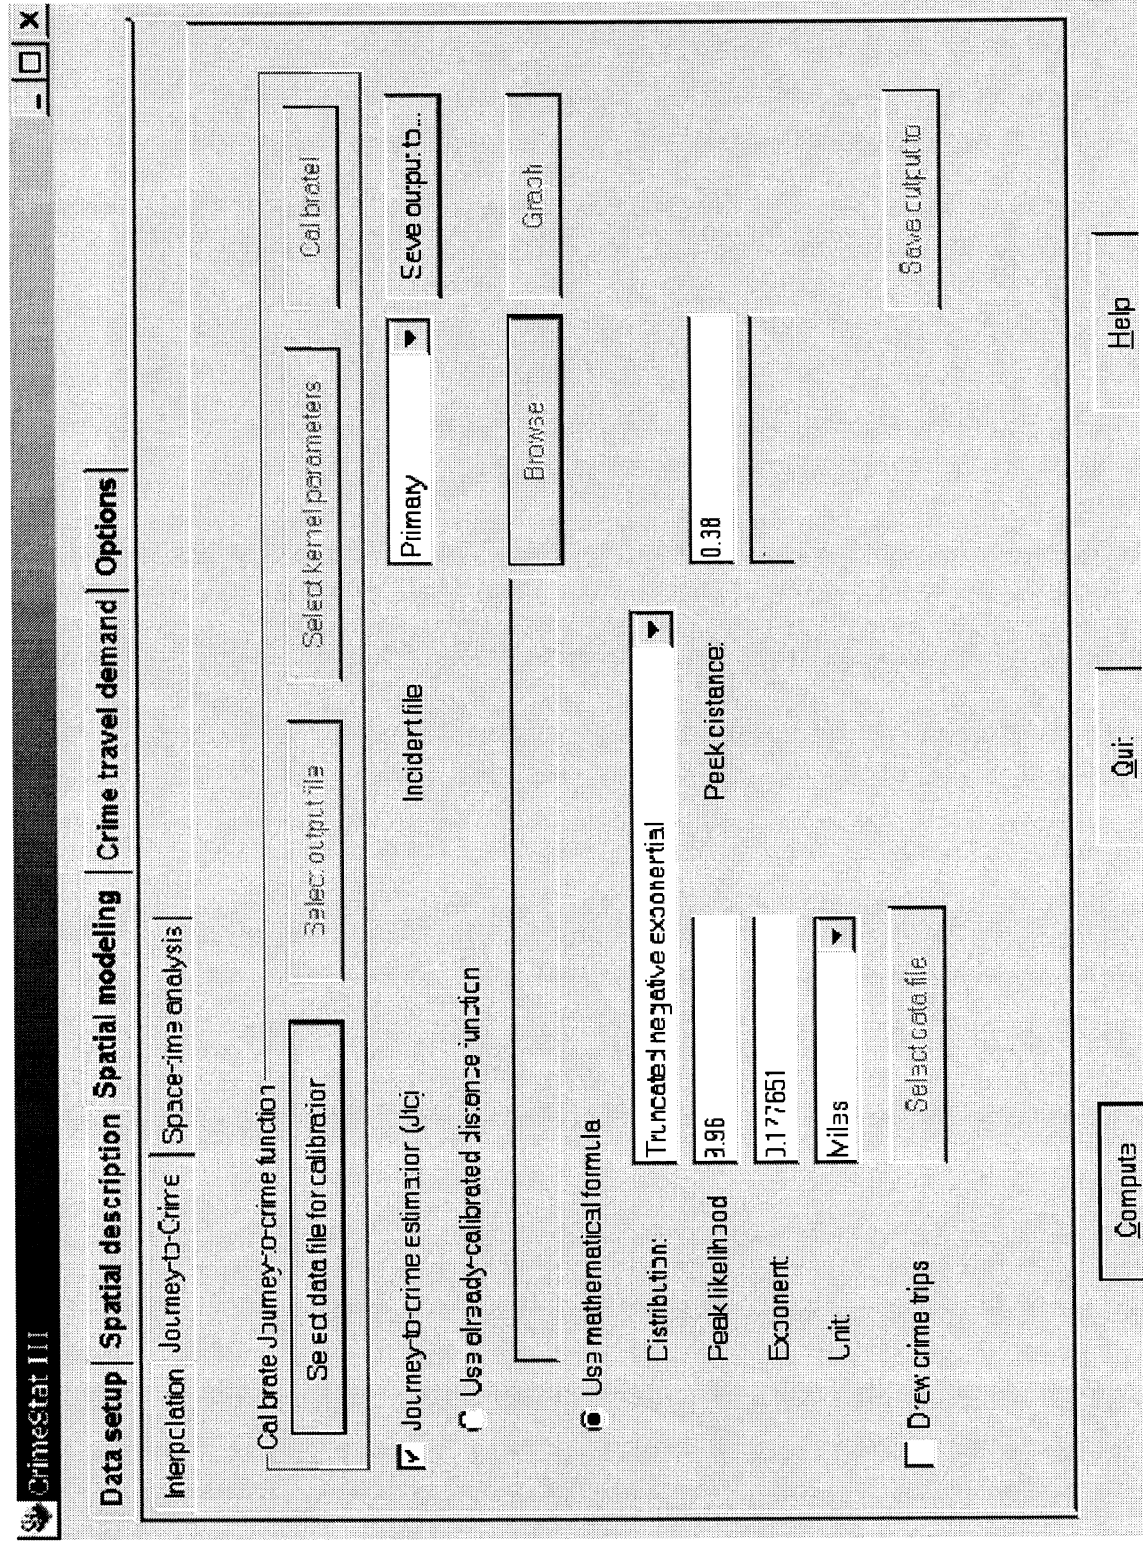 CrimeStat III
Data setup Spatial description Spatial modeling Crime travel demand Options
Interpolation Journey-to-Crime Space-time analysis
Calibrate Journey-to-crime function
Select data file for calibration Select output file Select kernel parameters Calibrate!
Journey-to-crime estimator (Jtc) Incident file Primary Save output to...
Use already-calibrated distance function
Browse Graph
Use mathematical formula
Distribution: Truncated negative exponential
Peak likelihood 3.96 Peak distance: 0.38
Exponent: 0.177651
Unit: Miles
Draw crime trips Select data file Save output to
Compute Quit Help